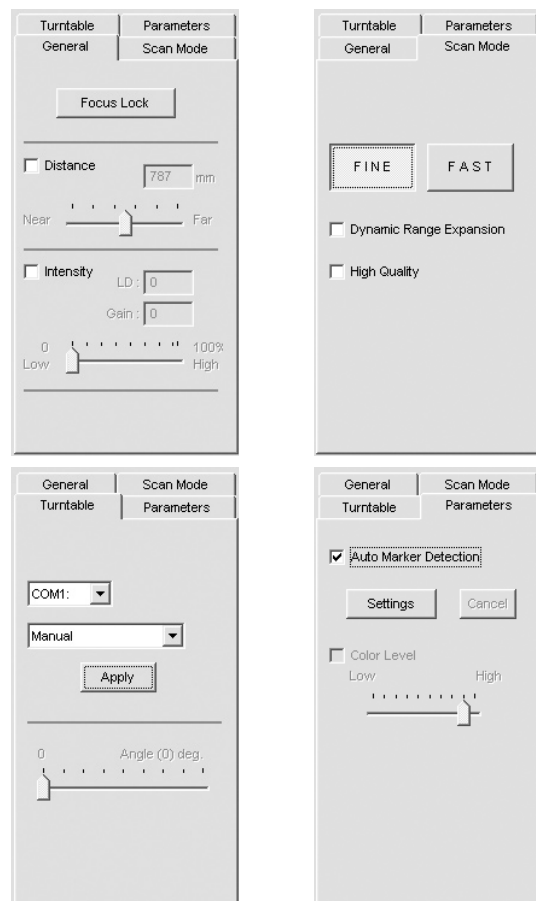 Turntable Parameters
General Scan Mode
Focus Lock
Distance
787 mm
Near Far
Intensity
LD : 0
Gain : 0
0 100%
Low High
Turntable Parameters
General Scan Mode
FINE FAST
Dynamic Range Expansion
High Quality
General Scan Mode
Turntable Parameters
COM1:
Manual
Apply
0 Angle (0) deg.
General Scan Mode
Turntable Parameters
Auto Marker Detection
Settings Cancel
Color Level
Low High